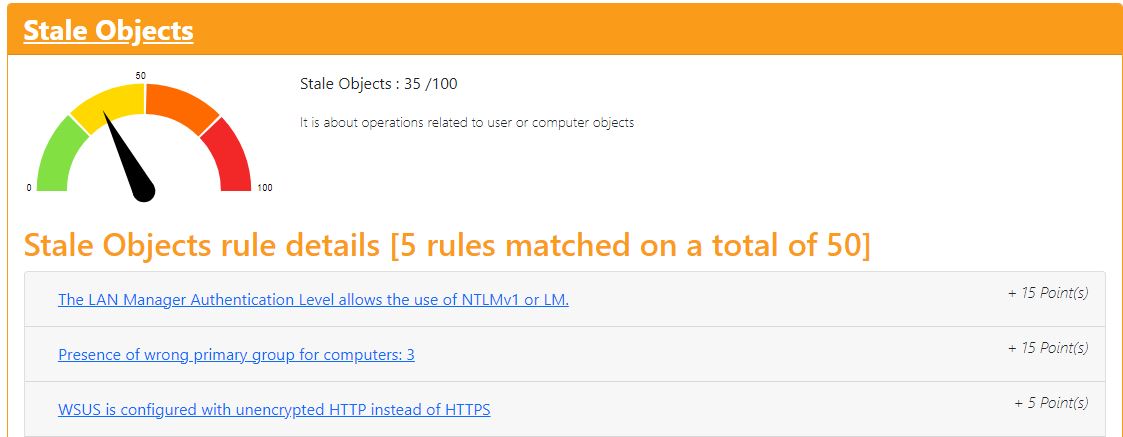 Stale Objects
50
0
100
Stale Objects : 35 /100
It is about operations related to user or computer objects
Stale Objects rule details [5 rules matched on a total of 50]
The LAN Manager Authentication Level allows the use of NTLMv1 or LM.
+ 15 Point(s)
Presence of wrong primary group for computers: 3
+ 15 Point(s)
WSUS is configured with unencrypted HTTP instead of HTTPS
+ 5 Point(s)